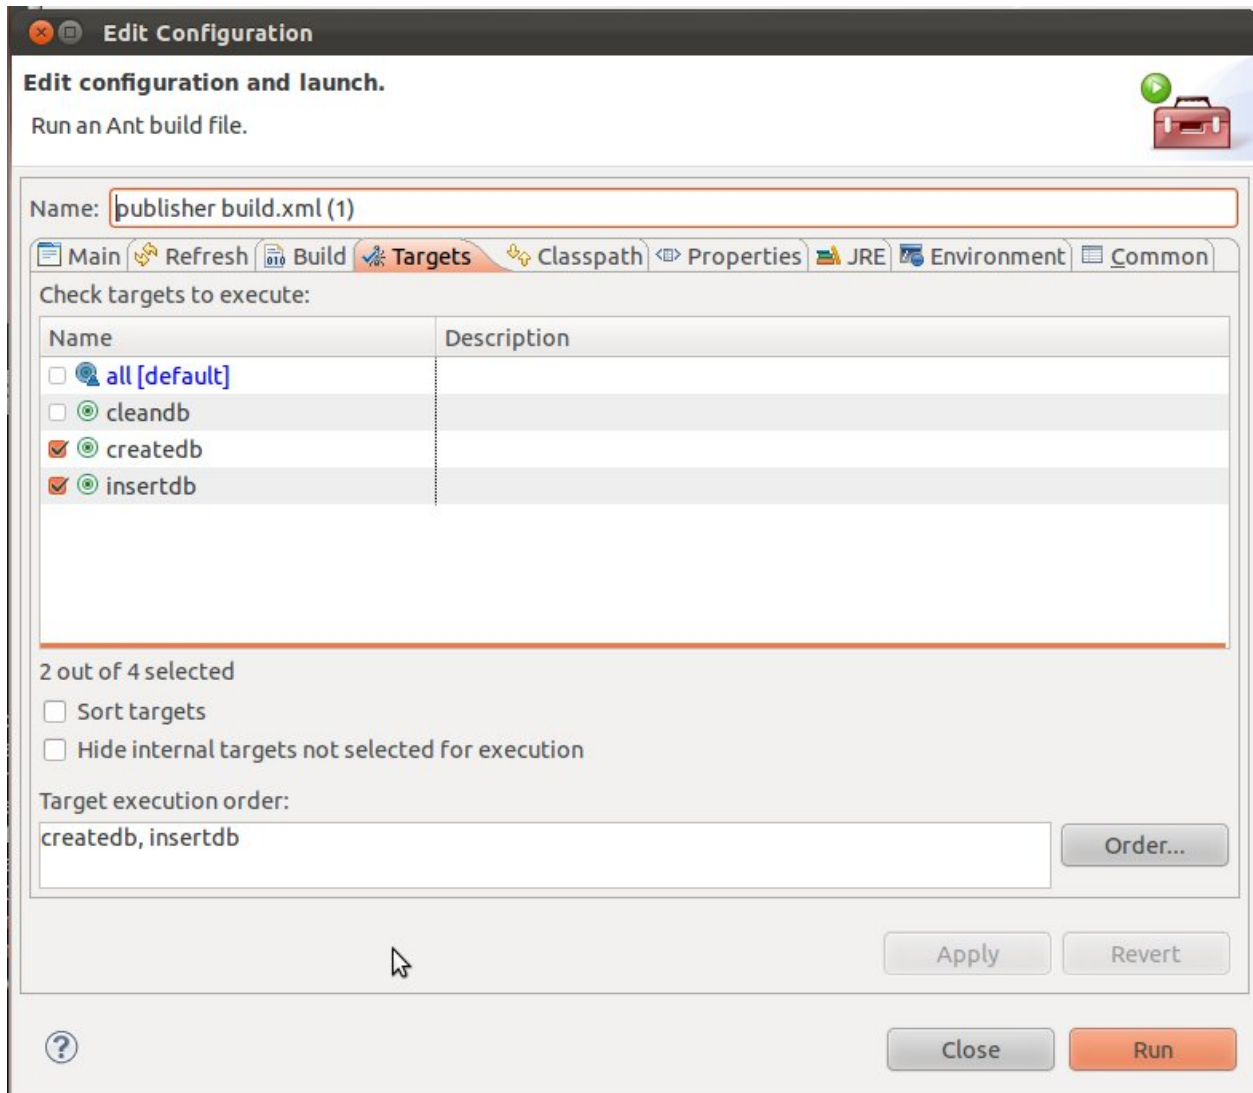 Edit Configuration
Edit configuration and launch.
Run an Ant build file.
Name: publisher build.xml (1)
Main Refresh Build Targets Classpath Properties JRE Environment Common
Check targets to execute:
Name Description
all [default]
cleandb
createdb
insertdb
2 out of 4 selected
Sort targets
Hide internal targets not selected for execution
Target execution order:
createdb, insertdb
Order...
Apply Revert
Close Run